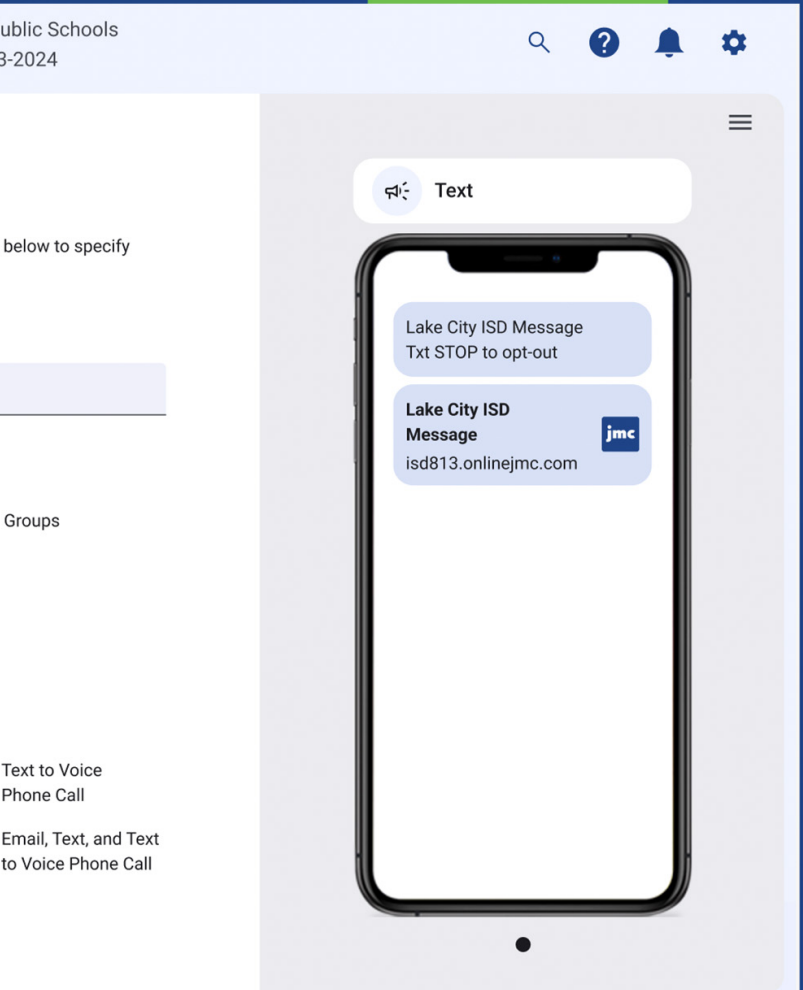 ublic Schools
3-2024
?
Text
below to specify
Lake City ISD Message
Txt STOP to opt-out
Lake City ISD
Message
jmc
isd813.onlinejmc.com
Groups
Text to Voice
Phone Call
Email, Text, and Text
to Voice Phone Call